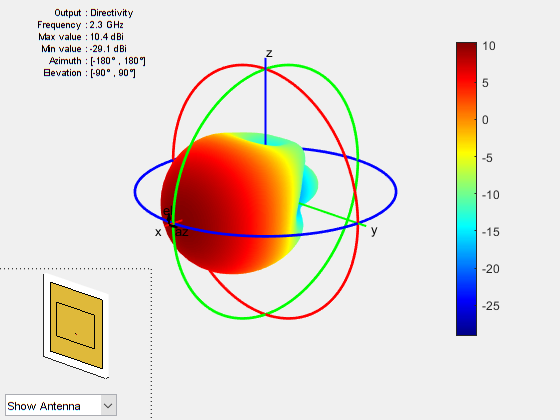 Output : Directivity
Frequency : 2.3 GHz
Max value : 10.4 dBi
Min value : -29.1 dBi
Azimuth : [-180° , 180°]
Elevation : [-90° , 90°]
z
x
y
10
5
0
-5
-10
-15
-20
-25
Show Antenna